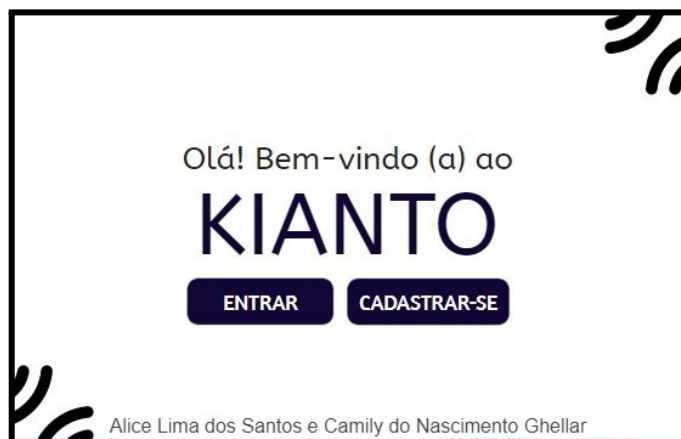 Olá! Bem-vindo (a) ao
KIANTO
ENTRAR CADASTRAR-SE
Alice Lima dos Santos e Camily do Nascimento Ghellar